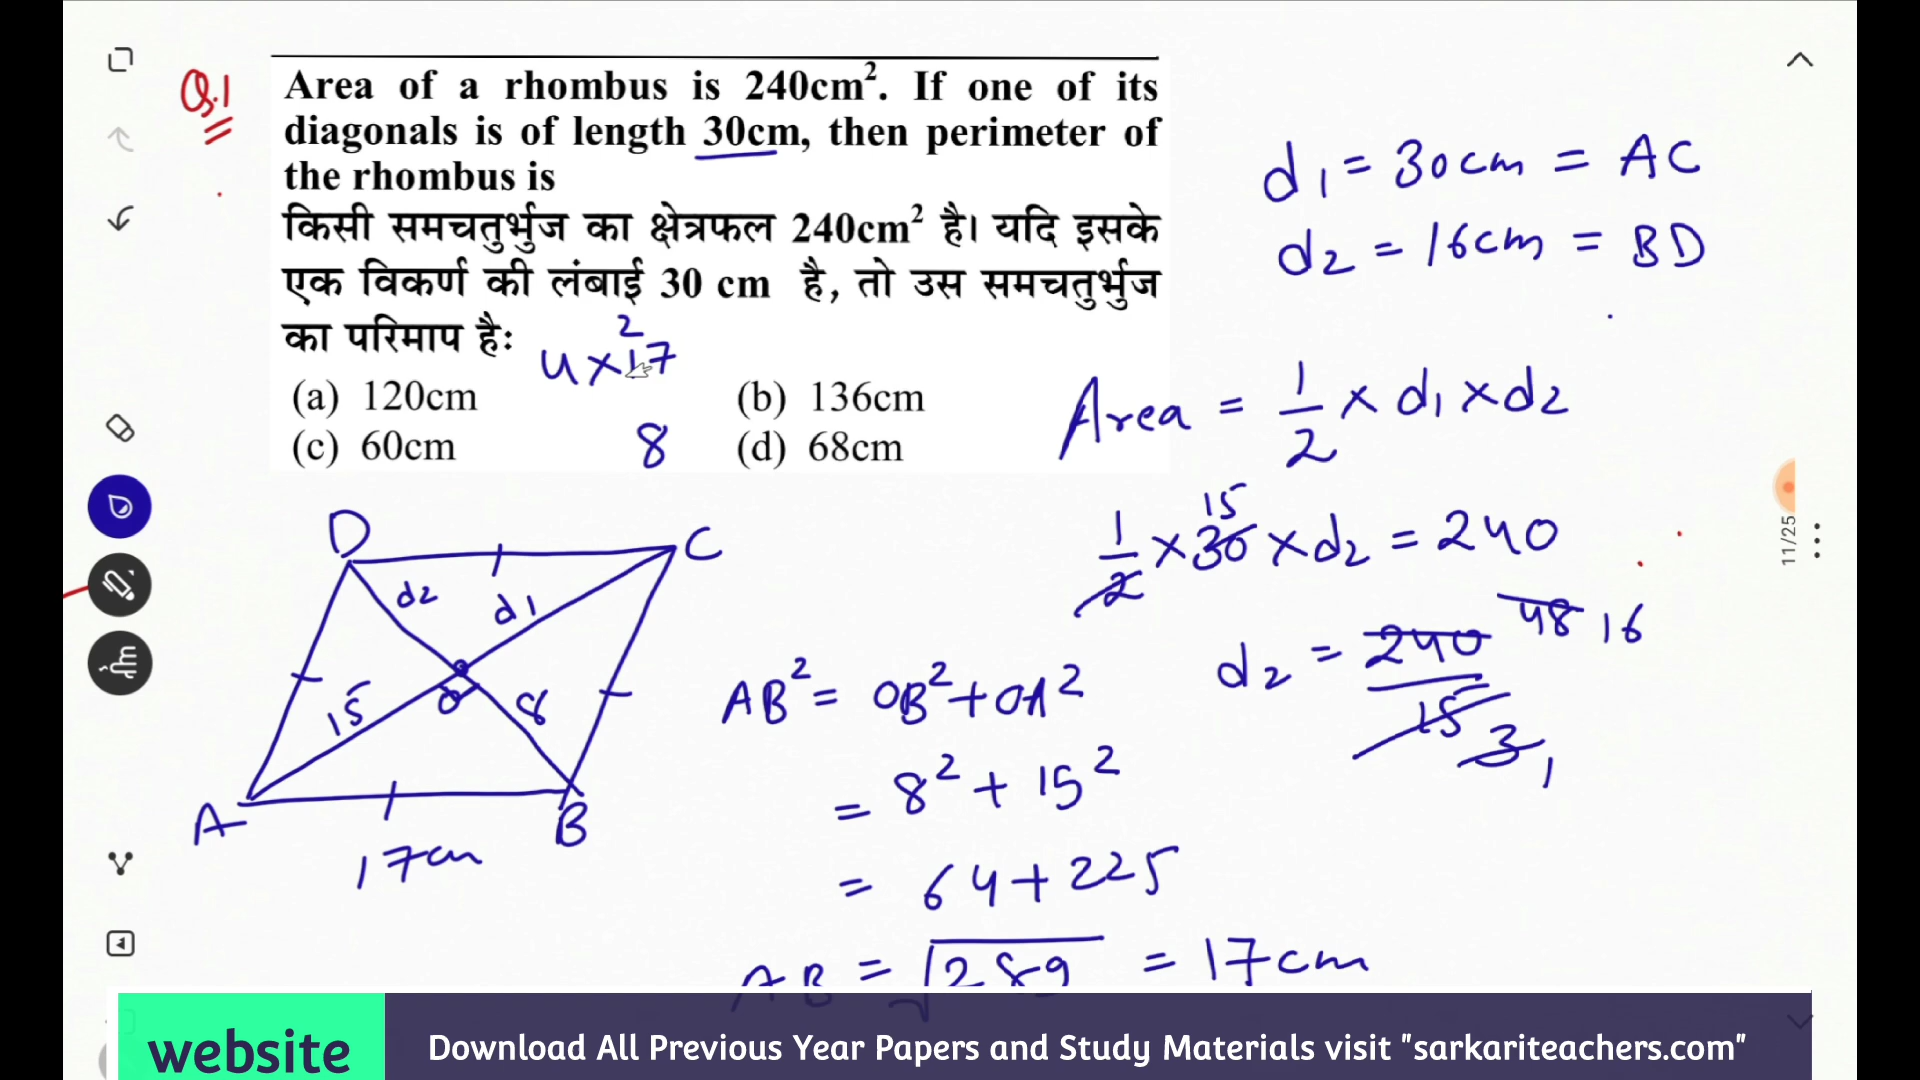 Q.1
Area of a rhombus is 240cm². If one of its
diagonals is of length 30cm, then perimeter of
the rhombus is
किसी समचतुर्भुज का क्षेत्रफल 240cm² है। यदि इसके
एक विकर्ण की लंबाई 30 cm है, तो उस समचतुर्भुज
का परिमाप हैः
2
4×17
(a) 120cm (b) 136cm
(c) 60cm 8 (d) 68cm
d1 = 30cm = AC
d2 = 16cm = BD
Area = 1/2 × d1 × d2
15
1/2 × 30 × d2 = 240
d2 = 240/15 48 16
3 1
D C
d2 d1
15 O 8
A B
17cm
AB² = OB² + OA²
= 8² + 15²
= 64 + 225
AB = √289 = 17cm
11/25
website
Download All Previous Year Papers and Study Materials visit "sarkariteachers.com"